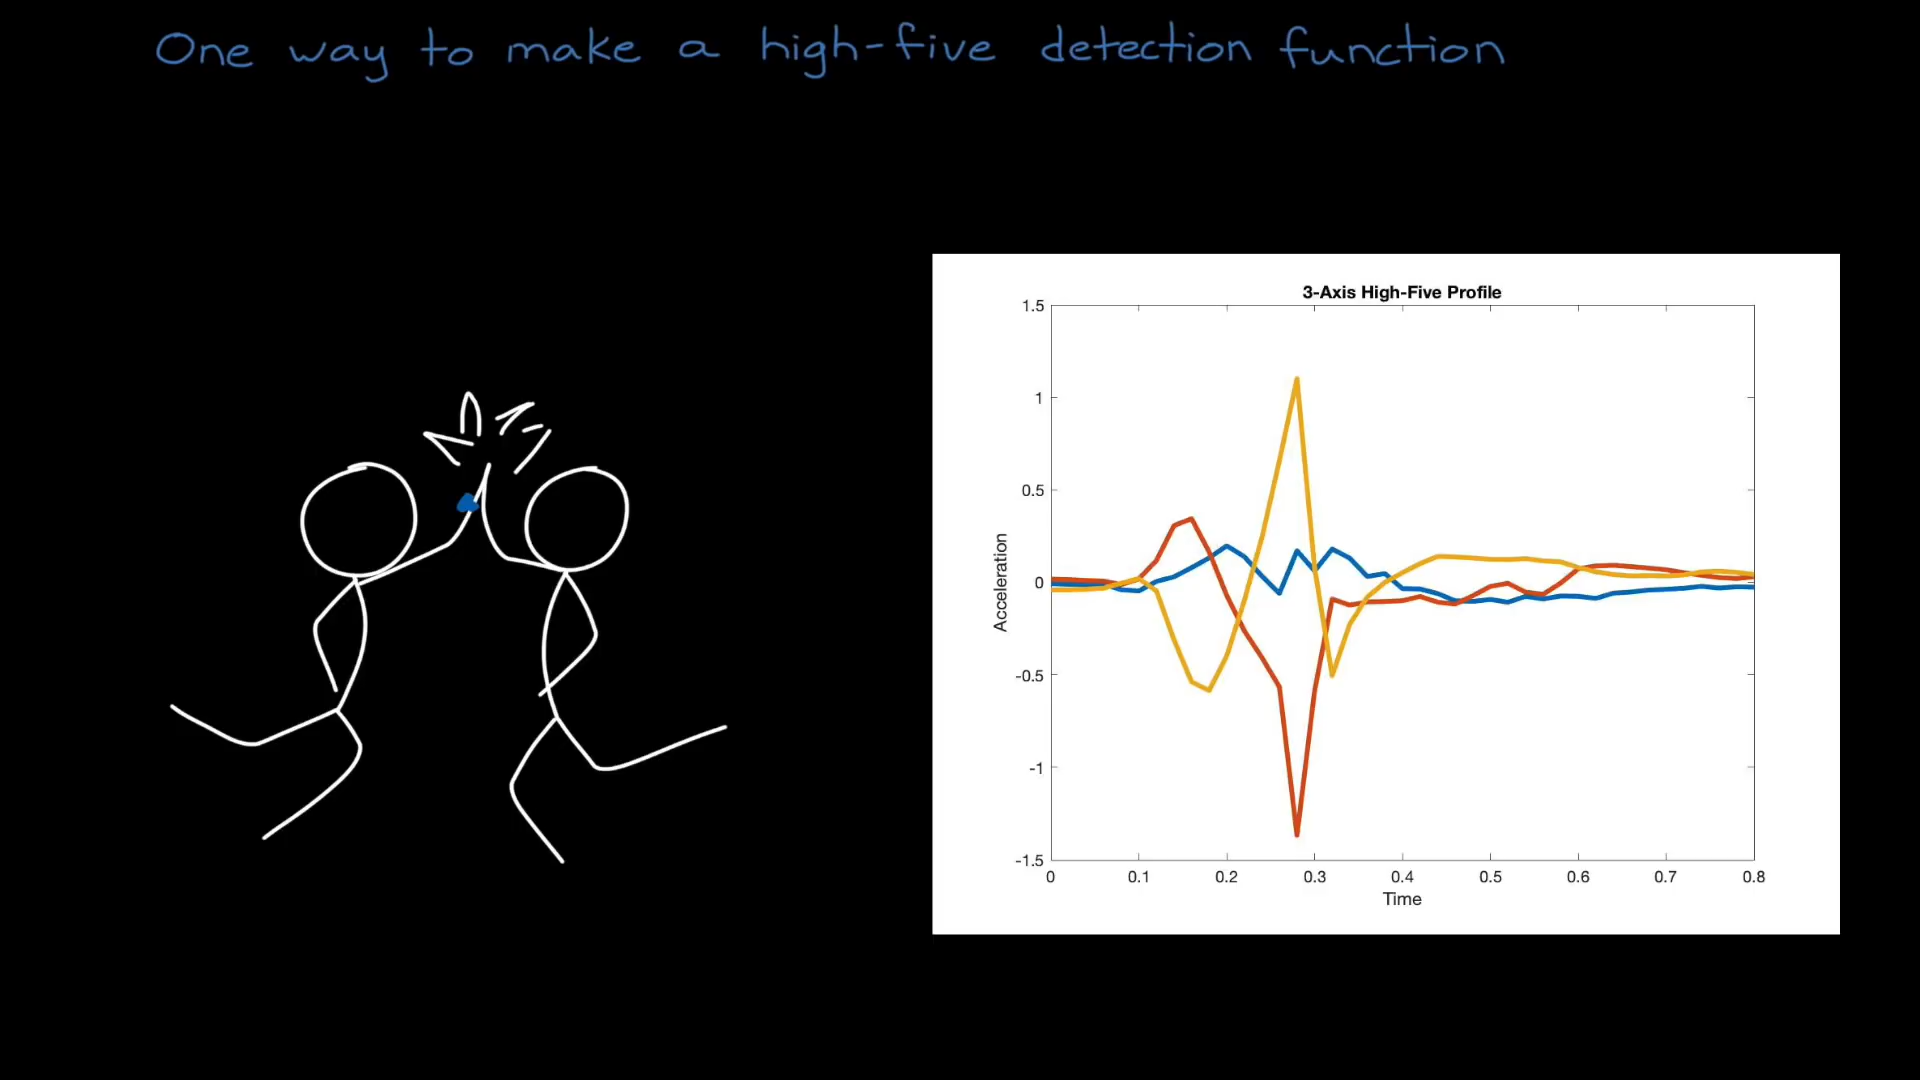 One way to make a high-five detection function
3-Axis High-Five Profile
1.5
1
0.5
0
-0.5
-1
-1.5
Acceleration
0 0.1 0.2 0.3 0.4 0.5 0.6 0.7 0.8
Time